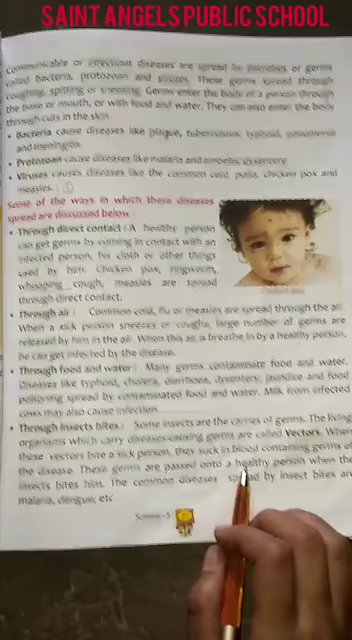 SAINT ANGELS PUBLIC SCHOOL
Communicable or infectious diseases are spread by microbes or germs
called bacteria, protozoan and viruses. These germs spread through
coughing, spitting or sneezing. Germs enter the body of a person through
the nose or mouth, or with food and water. They can also enter the body
through cuts in the skin.
• Bacteria cause diseases like plague, tuberculosis, typhoid, pneumonia
and meningitis.
• Protozoan cause diseases like malaria and amoebic dysentery.
• Viruses causes diseases like the common cold, polio, chicken pox and
measles.
Some of the ways in which these diseases
spread are discussed below :
• Through direct contact : A healthy person
can get germs by coming in contact with an
infected person, his cloth or other things
used by him. Chicken pox, ringworm,
whooping cough, measles are spread
through direct contact.
• Through air : Common cold, flu or measles are spread through the air.
When a sick person sneezes or coughs, large number of germs are
released by him in the air. When this air is breathe in by a healthy person,
he can get infected by the disease.
• Through food and water : Many germs contaminate food and water.
Diseases like typhoid, cholera, diarrhoea, dysentery, jaundice and food
poisoning spread by contaminated food and water. Milk from infected
cows may also cause infection.
• Through insects bites : Some insects are the carries of germs. The living
organisms which carry diseases causing germs are called Vectors. When
these vectors bite a sick person, they suck in blood containing germs of
the disease. These germs are passed onto a healthy person when the
insects bites him. The common diseases spread by insect bites are
malaria, dengue, etc
Science - 5